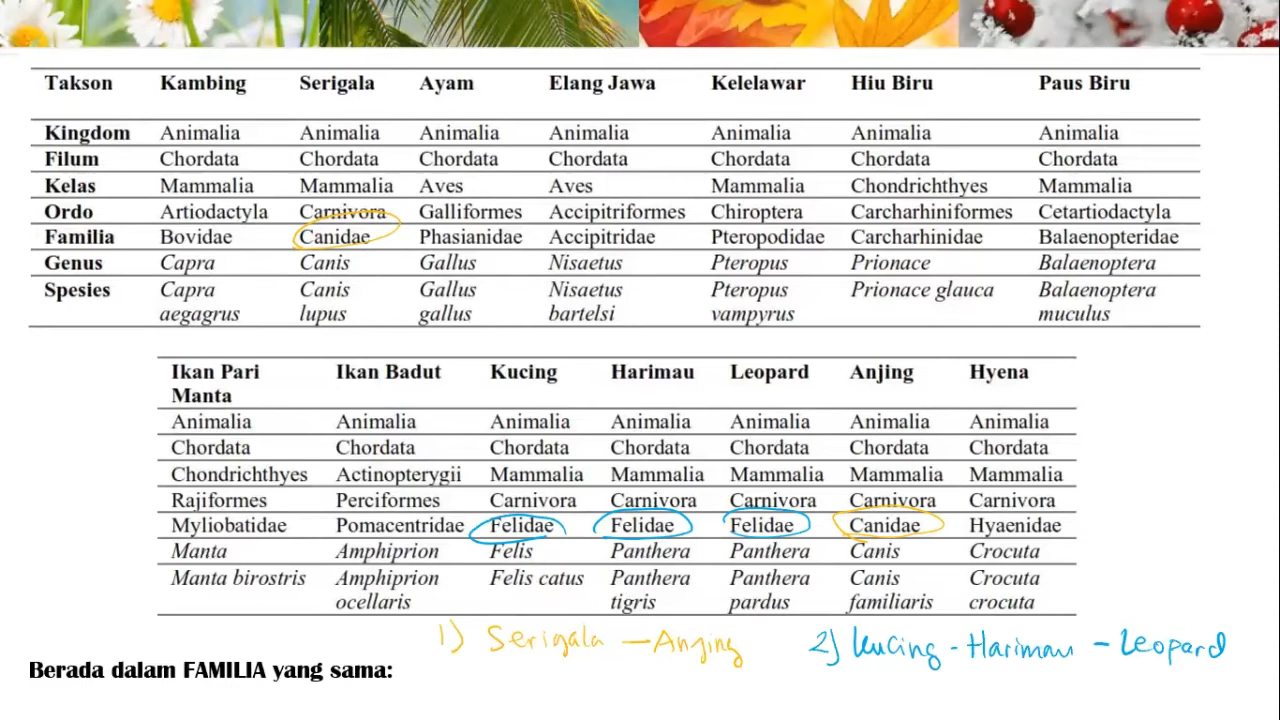 Takson Kambing Serigala Ayam Elang Jawa Kelelawar Hiu Biru Paus Biru
Kingdom Animalia Animalia Animalia Animalia Animalia Animalia Animalia
Filum Chordata Chordata Chordata Chordata Chordata Chordata Chordata
Kelas Mammalia Mammalia Aves Aves Mammalia Chondrichthyes Mammalia
Ordo Artiodactyla Carnivora Galliformes Accipitriformes Chiroptera Carcharhiniformes Cetartiodactyla
Familia Bovidae Canidae Phasianidae Accipitridae Pteropodidae Carcharhinidae Balaenopteridae
Genus Capra Canis Gallus Nisaetus Pteropus Prionace Balaenoptera
Spesies Capra Canis Gallus Nisaetus Pteropus Prionace glauca Balaenoptera
aegagrus lupus gallus bartelsi vampyrus muculus
Ikan Pari Ikan Badut Kucing Harimau Leopard Anjing Hyena
Manta
Animalia Animalia Animalia Animalia Animalia Animalia Animalia
Chordata Chordata Chordata Chordata Chordata Chordata Chordata
Chondrichthyes Actinopterygii Mammalia Mammalia Mammalia Mammalia Mammalia
Rajiformes Perciformes Carnivora Carnivora Carnivora Carnivora Carnivora
Myliobatidae Pomacentridae Felidae Felidae Felidae Canidae Hyaenidae
Manta Amphiprion Felis Panthera Panthera Canis Crocuta
Manta birostris Amphiprion Felis catus Panthera Panthera Canis Crocuta
ocellaris tigris pardus familiaris crocuta
1) Serigala - Anjing 2) Kucing - Harimau - Leopard
Berada dalam FAMILIA yang sama: